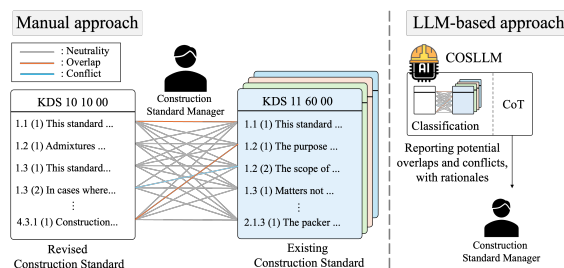 Manual approach
: Neutrality
: Overlap
: Conflict
Construction
Standard Manager
KDS 10 10 00
1.1 (1) This standard ...
1.2 (1) Admixtures ...
1.3 (1) This standard...
1.3 (2) In cases where...
⋮
4.3.1 (1) Construction...
Revised
Construction Standard
KDS 11 60 00
1.1 (1) This standard ...
1.2 (1) The purpose ...
1.2 (2) The scope of ...
1.3 (1) Matters not ...
⋮
2.1.3 (1) The packer ...
Existing
Construction Standard
LLM-based approach
COSLLM
AI
Classification
CoT
Reporting potential
overlaps and conflicts,
with rationales
Construction
Standard Manager